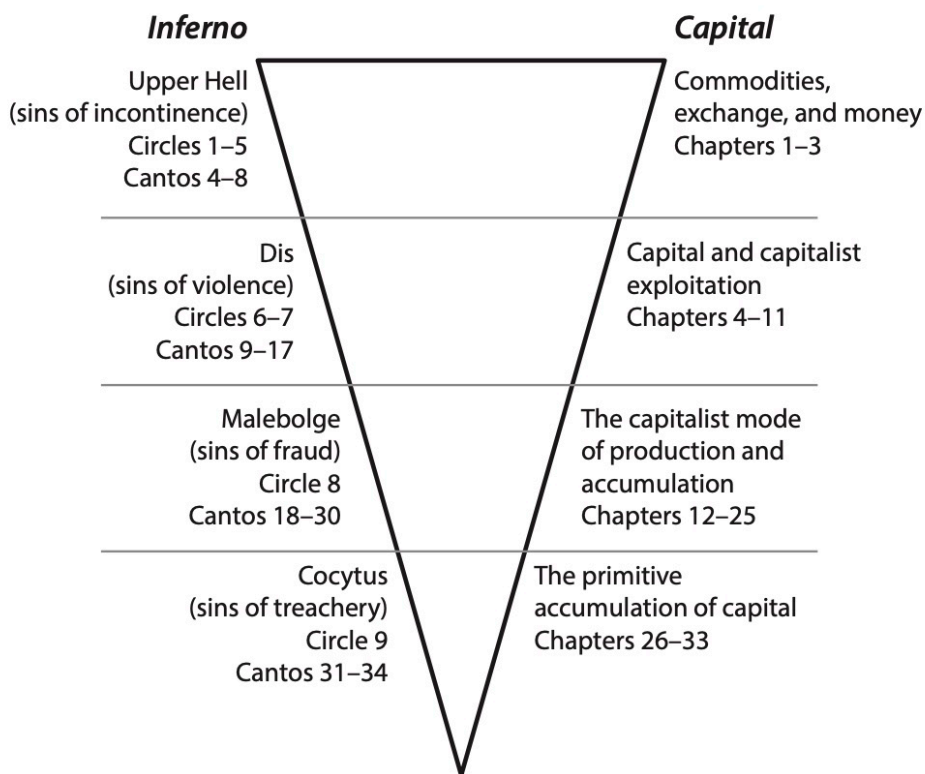 Inferno
Capital
Upper Hell
(sins of incontinence)
Circles 1–5
Cantos 4–8
Commodities,
exchange, and money
Chapters 1–3
Dis
(sins of violence)
Circles 6–7
Cantos 9–17
Capital and capitalist
exploitation
Chapters 4–11
Malebolge
(sins of fraud)
Circle 8
Cantos 18–30
The capitalist mode
of production and
accumulation
Chapters 12–25
Cocytus
(sins of treachery)
Circle 9
Cantos 31–34
The primitive
accumulation of capital
Chapters 26–33